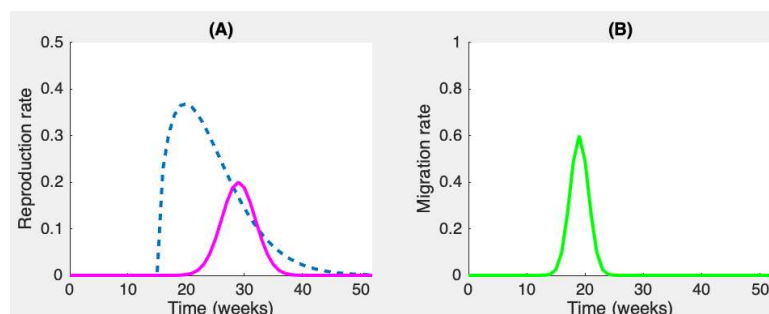 (A)
0.5
0.4
0.3
0.2
0.1
0
Reproduction rate
0 10 20 30 40 50
Time (weeks)
(B)
1
0.8
0.6
0.4
0.2
0
Migration rate
0 10 20 30 40 50
Time (weeks)